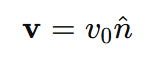 𝐯 = v₀n̂